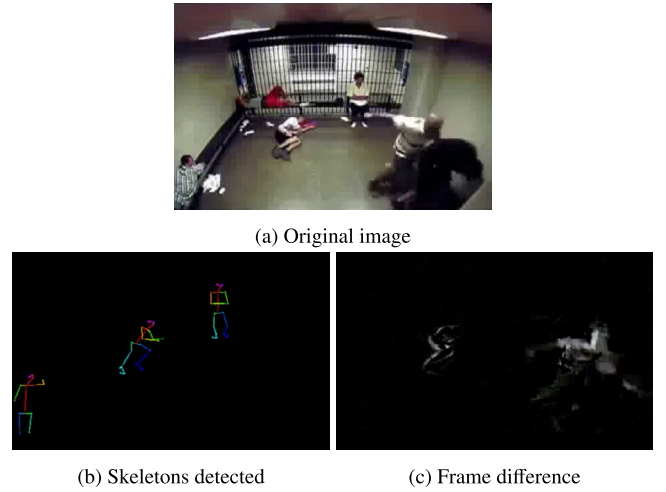 (a) Original image
(b) Skeletons detected
(c) Frame difference